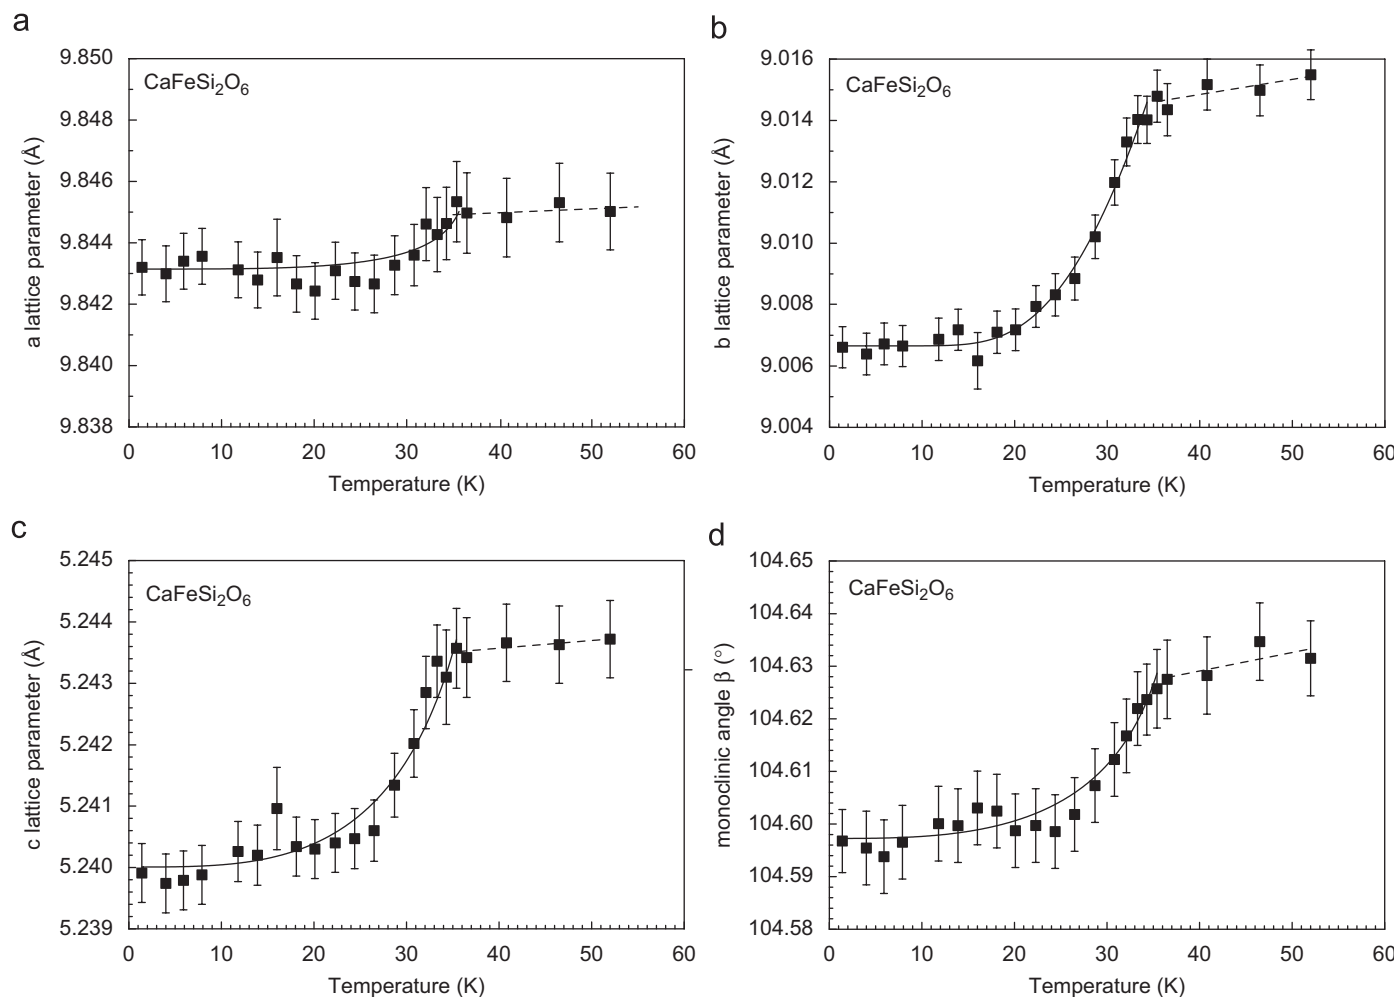 a
9.850
9.848
9.846
9.844
9.842
9.840
9.838
a lattice parameter (Å)
CaFeSi₂O₆
0 10 20 30 40 50 60
Temperature (K)
b
9.016
9.014
9.012
9.010
9.008
9.006
9.004
b lattice parameter (Å)
CaFeSi₂O₆
0 10 20 30 40 50 60
Temperature (K)
c
5.245
5.244
5.243
5.242
5.241
5.240
5.239
c lattice parameter (Å)
CaFeSi₂O₆
0 10 20 30 40 50 60
Temperature (K)
d
104.65
104.64
104.63
104.62
104.61
104.60
104.59
104.58
monoclinic angle β (°)
CaFeSi₂O₆
0 10 20 30 40 50 60
Temperature (K)